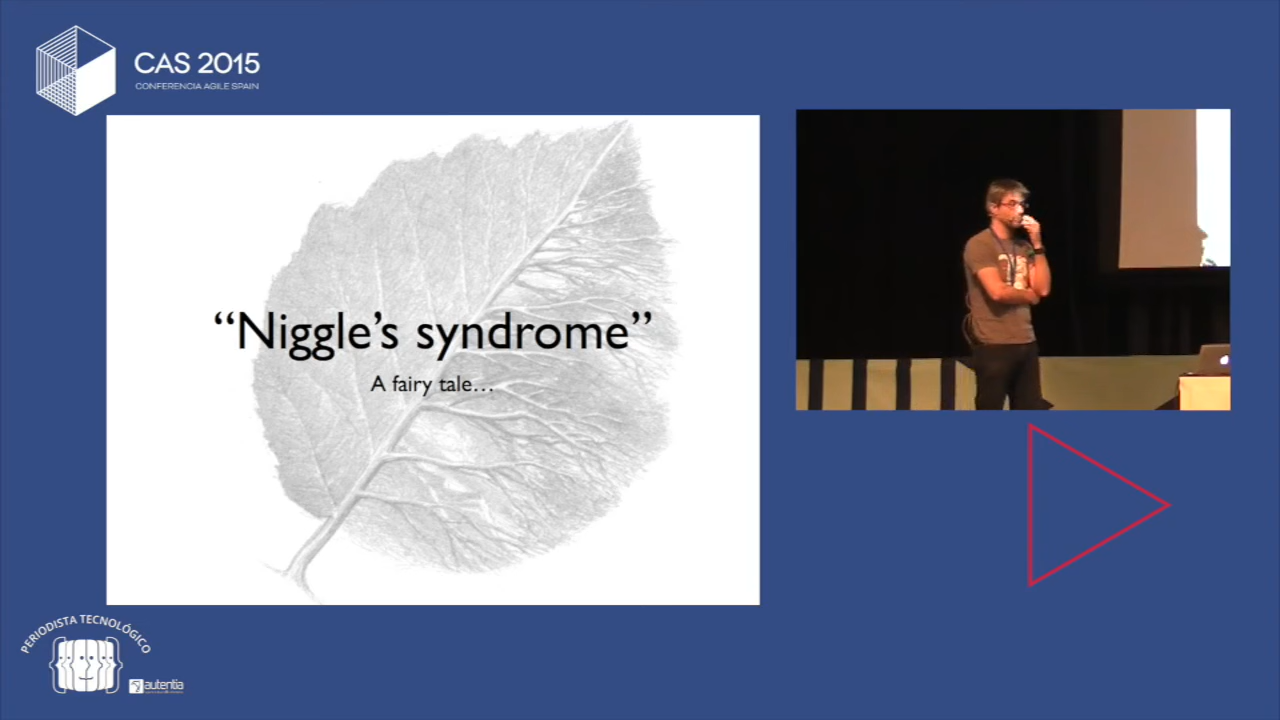 CAS 2015
CONFERENCIA AGILE SPAIN
“Niggle’s syndrome”
A fairy tale…
PERIODISTA TECNOLÓGICO
autentia